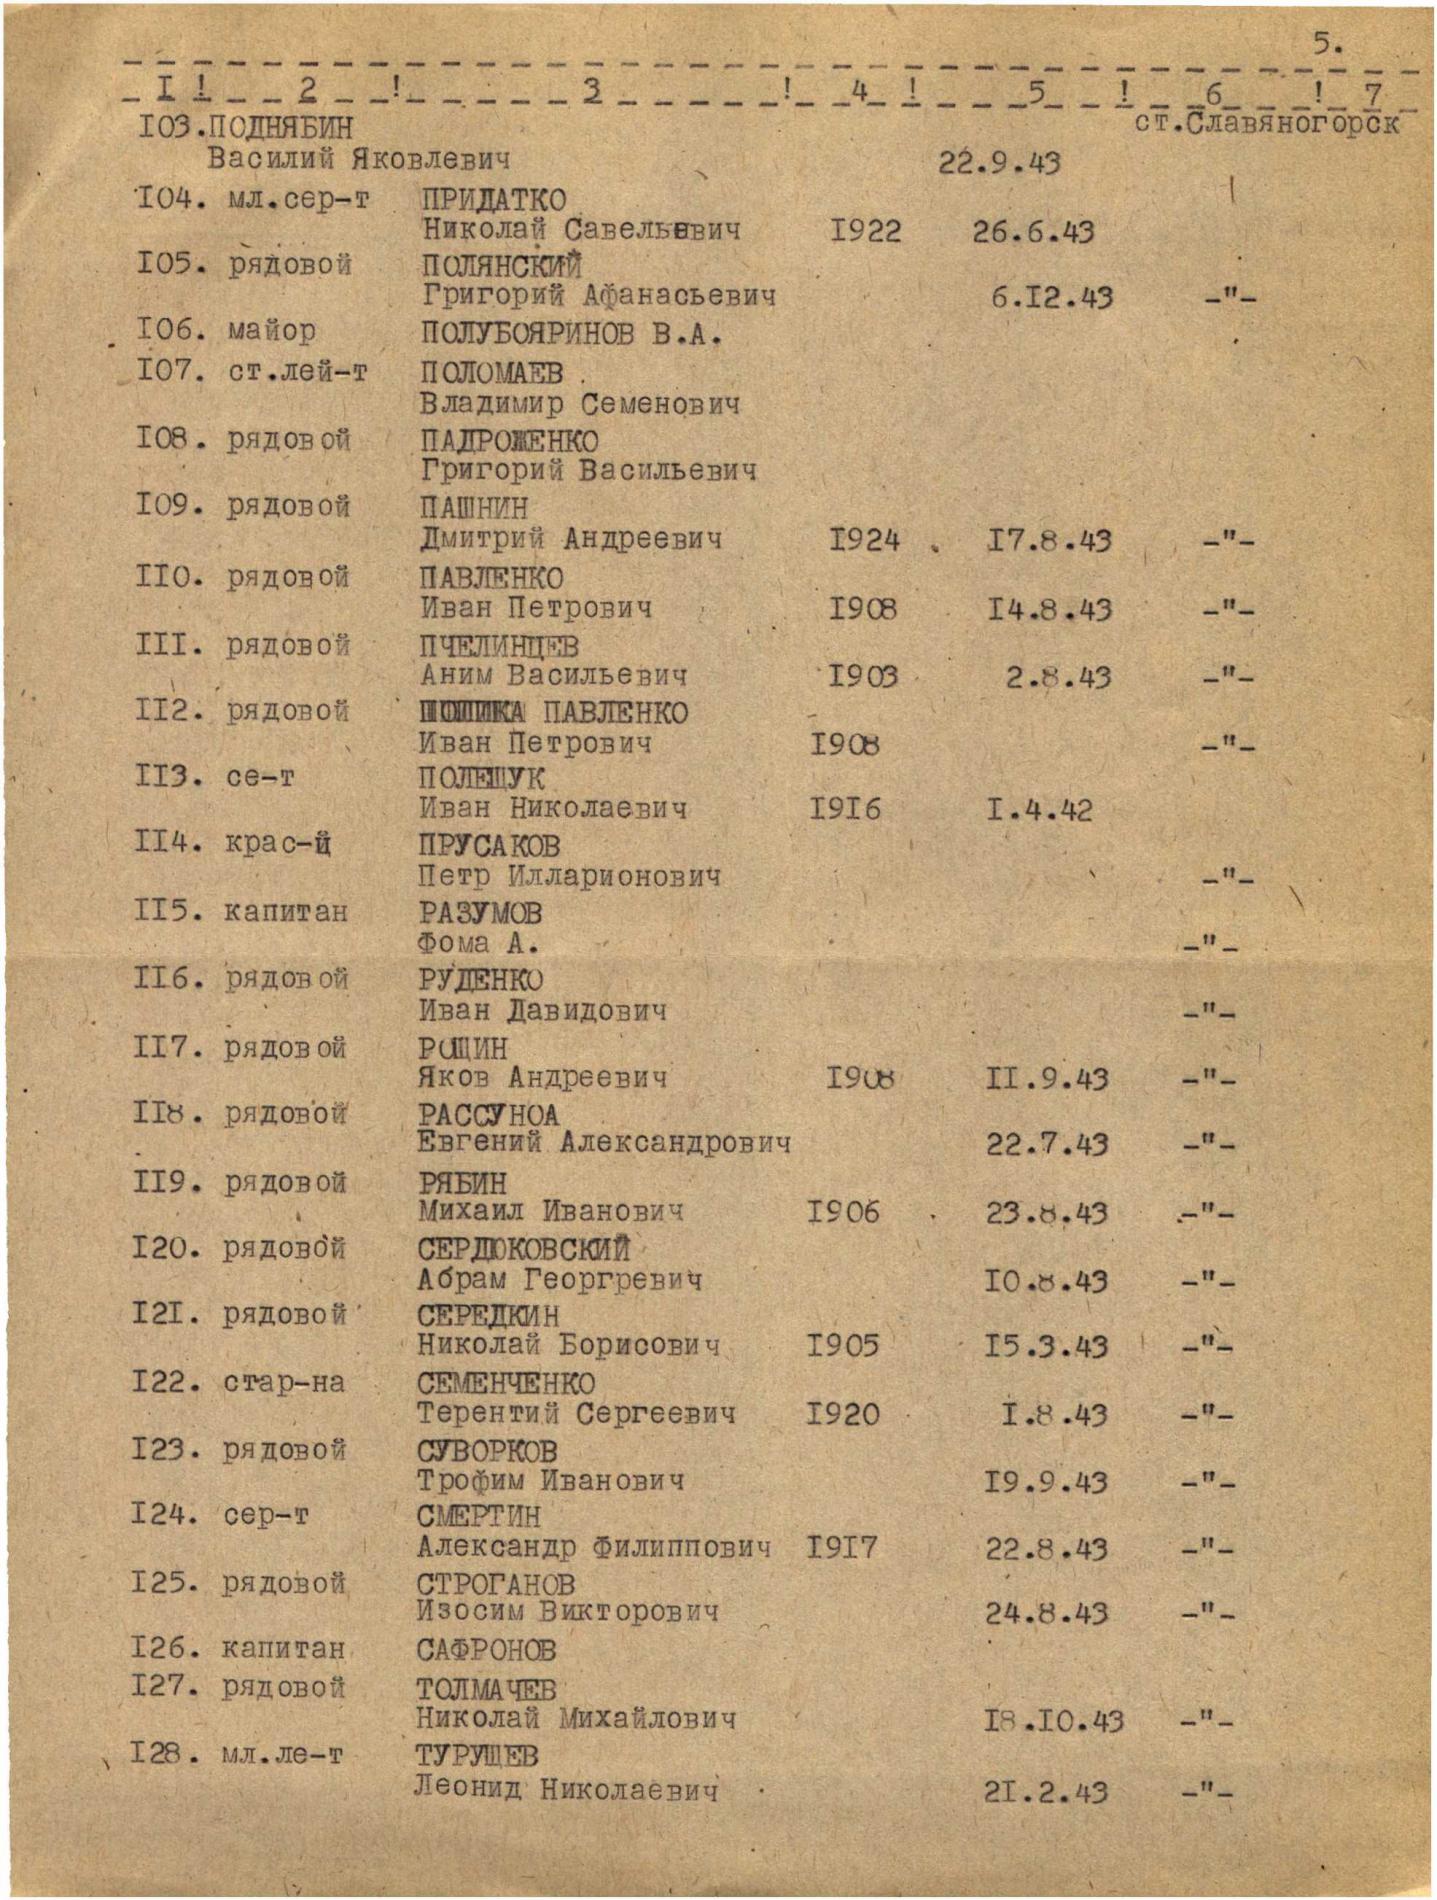 5.
I ! 2 ! 3 ! 4 ! 5 ! 6 ! 7
I03.ПОДНЯБИН ст.Славяногорск
Василий Яковлевич 22.9.43
I04. мл.сер-т ПРИДАТКО
Николай Савельевич I922 26.6.43
I05. рядовой ПОЛЯНСКИЙ
Григорий Афанасьевич 6.I2.43 -"-
I06. майор ПОЛУБОЯРИНОВ В.А.
I07. ст.лей-т ПОЛОМАЕВ
Владимир Семенович
I08. рядовой ПАДРОЖЕНКО
Григорий Васильевич
I09. рядовой ПАШНИН
Дмитрий Андреевич I924 I7.8.43 -"-
IIO. рядовой ПАВЛЕНКО
Иван Петрович I908 I4.8.43 -"-
III. рядовой ПЧЕЛИНЦЕВ
Аним Васильевич I903 2.8.43 -"-
II2. рядовой ПАВЛЕНКО
Иван Петрович I908 -"-
II3. се-т ПОЛЕЩУК
Иван Николаевич I9I6 I.4.42
II4. крас-ц ПРУСАКОВ
Петр Илларионович -"-
II5. капитан РАЗУМОВ
Фома А. -"-
II6. рядовой РУДЕНКО
Иван Давидович -"-
II7. рядовой РОЩИН
Яков Андреевич I908 II.9.43 -"-
II8. рядовой РАССУНОА
Евгений Александрович 22.7.43 -"-
II9. рядовой РЯБИН
Михаил Иванович I906 23.8.43 -"-
I20. рядовой СЕРДЮКОВСКИЙ
Абрам Георгревич I0.8.43 -"-
I2I. рядовой СЕРЕДКИН
Николай Борисович I905 I5.3.43 -"-
I22. стар-на СЕМЕНЧЕНКО
Терентий Сергеевич I920 I.8.43 -"-
I23. рядовой СУВОРКОВ
Трофим Иванович I9.9.43 -"-
I24. сер-т СМЕРТИН
Александр Филиппович I9I7 22.8.43 -"-
I25. рядовой СТРОГАНОВ
Изосим Викторович 24.8.43 -"-
I26. капитан САФРОНОВ
I27. рядовой ТОЛМАЧЕВ
Николай Михайлович I8.I0.43 -"-
I28. мл.ле-т ТУРУШЕВ
Леонид Николаевич 2I.2.43 -"-